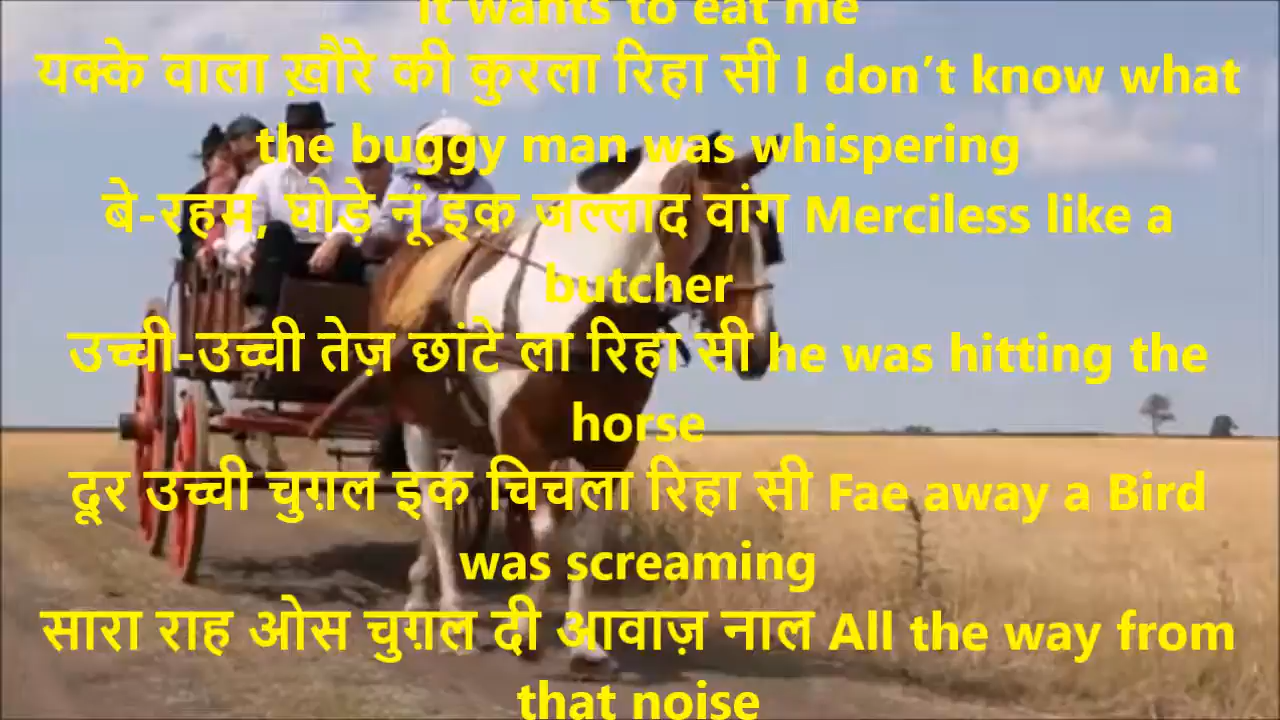 it wants to eat me
यक्के वाला ख़ौरे की कुरला रिहा सी I don’t know what
the buggy man was whispering
बे-रहम, घोड़े नूं इक जल्लाद वांग Merciless like a
butcher
उच्ची-उच्ची तेज़ छांटे ला रिहा सी he was hitting the
horse
दूर उच्ची चुग़ल इक चिचला रिहा सी Fae away a Bird
was screaming
सारा राह ओस चुग़ल दी आवाज़ नाल All the way from
that noise